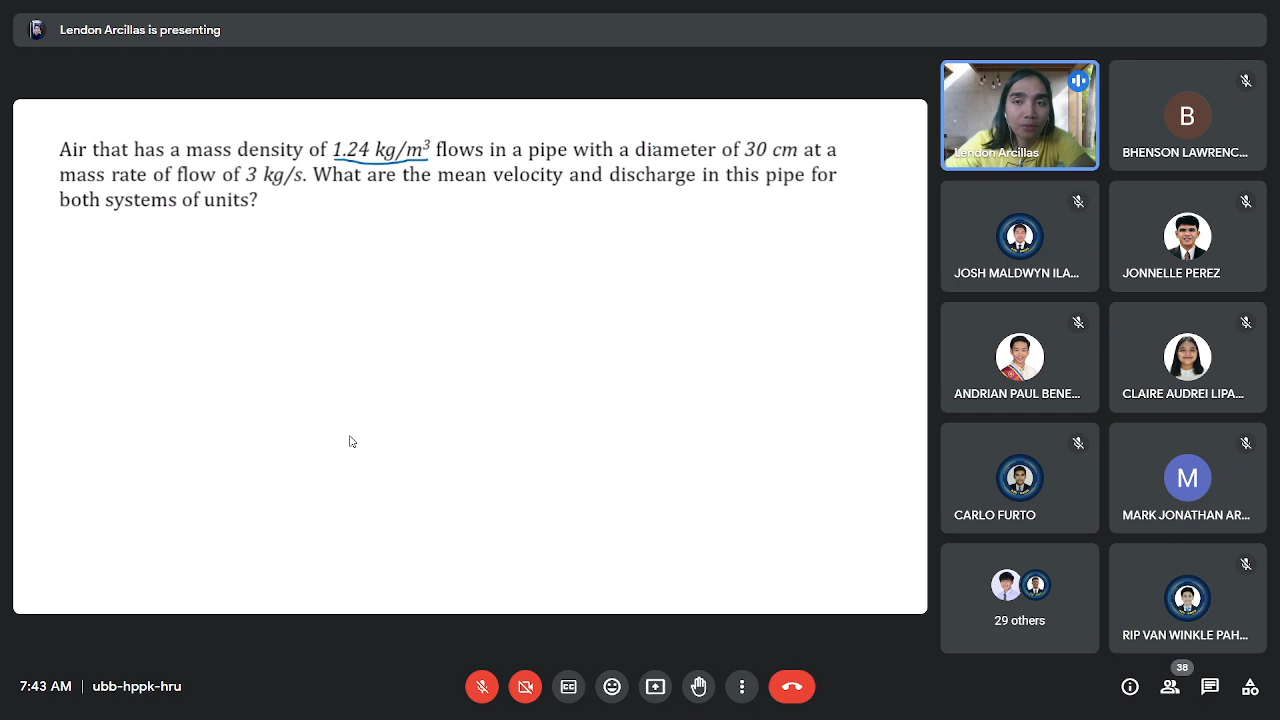 Lendon Arcillas is presenting
Air that has a mass density of 1.24 kg/m³ flows in a pipe with a diameter of 30 cm at a
mass rate of flow of 3 kg/s. What are the mean velocity and discharge in this pipe for
both systems of units?
Lendon Arcillas
B
BHENSON LAWRENC...
JOSH MALDWYN ILA...
JONNELLE PEREZ
ANDRIAN PAUL BENE...
CLAIRE AUDREI LIPA...
CARLO FURTO
M
MARK JONATHAN AR...
29 others
RIP VAN WINKLE PAH...
7:43 AM | ubb-hppk-hru
38